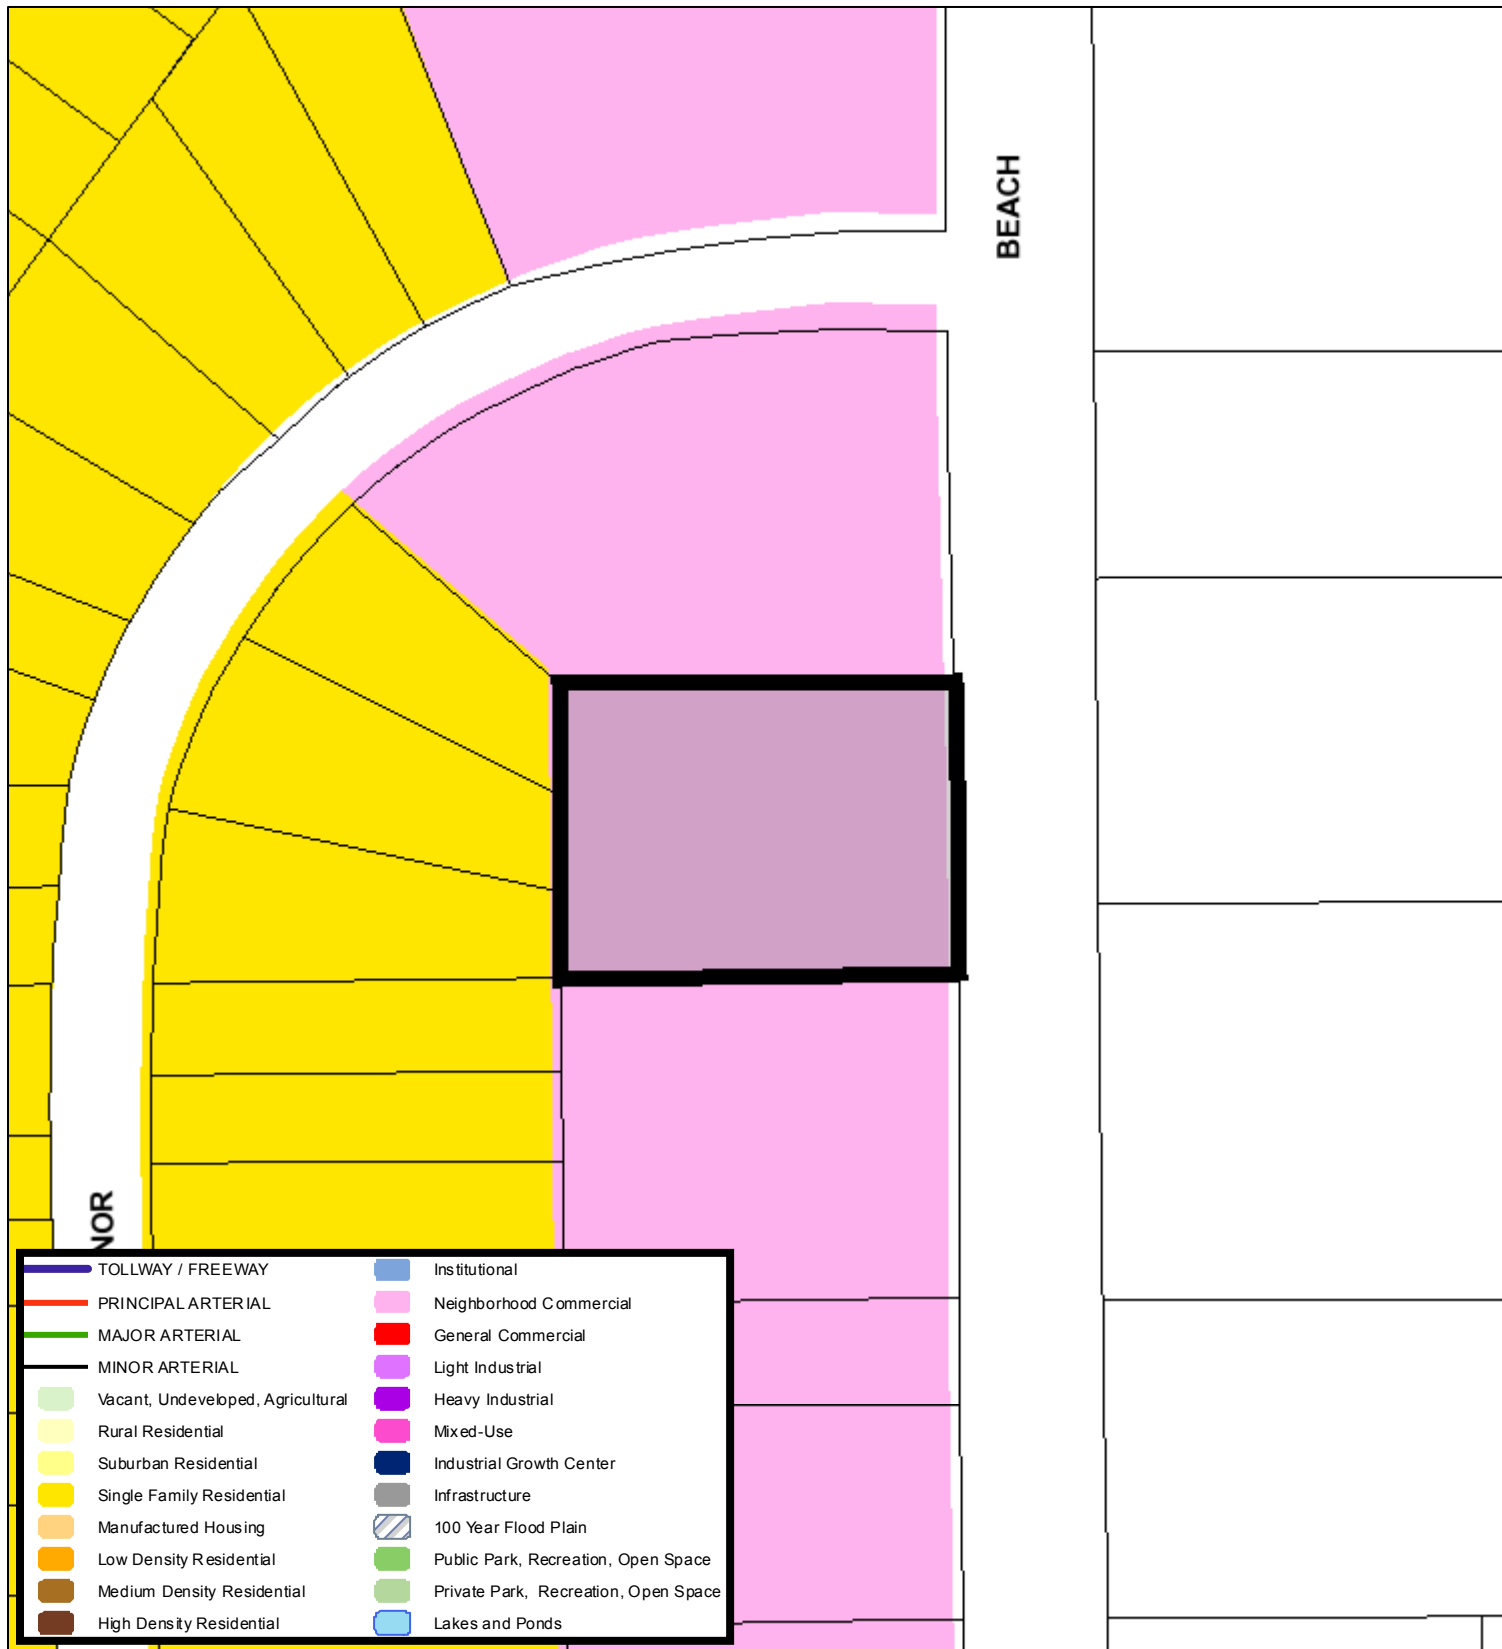 BEACH
NOR
TOLLWAY / FREEWAY
PRINCIPAL ARTERIAL
MAJOR ARTERIAL
MINOR ARTERIAL
Vacant, Undeveloped, Agricultural
Rural Residential
Suburban Residential
Single Family Residential
Manufactured Housing
Low Density Residential
Medium Density Residential
High Density Residential
Institutional
Neighborhood Commercial
General Commercial
Light Industrial
Heavy Industrial
Mixed-Use
Industrial Growth Center
Infrastructure
100 Year Flood Plain
Public Park, Recreation, Open Space
Private Park, Recreation, Open Space
Lakes and Ponds